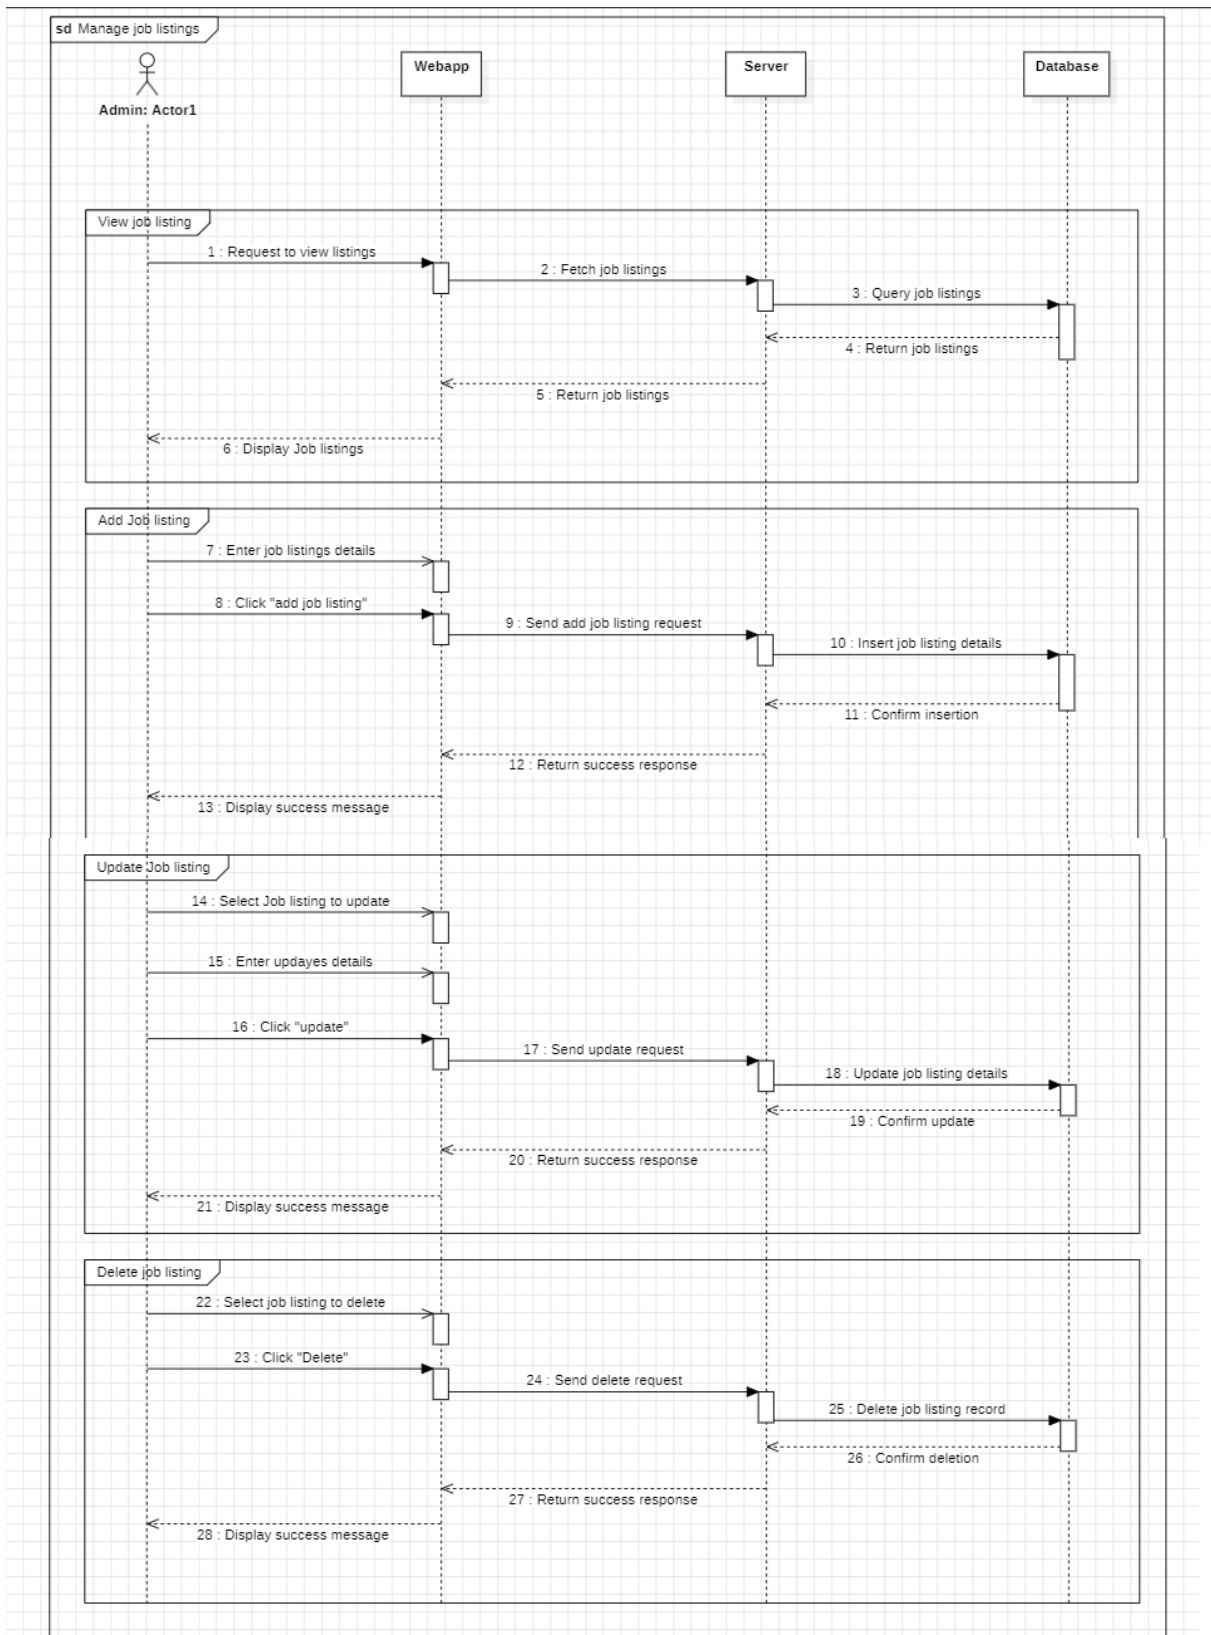 sd Manage job listings
Webapp
Server
Database
Admin: Actor1
View job listing
1 : Request to view listings
2 : Fetch job listings
3 : Query job listings
4 : Return job listings
5 : Return job listings
6 : Display Job listings
Add Job listing
7 : Enter job listings details
8 : Click "add job listing"
9 : Send add job listing request
10 : Insert job listing details
11 : Confirm insertion
12 : Return success response
13 : Display success message
Update Job listing
14 : Select Job listing to update
15 : Enter updayes details
16 : Click "update"
17 : Send update request
18 : Update job listing details
19 : Confirm update
20 : Return success response
21 : Display success message
Delete job listing
22 : Select job listing to delete
23 : Click "Delete"
24 : Send delete request
25 : Delete job listing record
26 : Confirm deletion
27 : Return success response
28 : Display success message